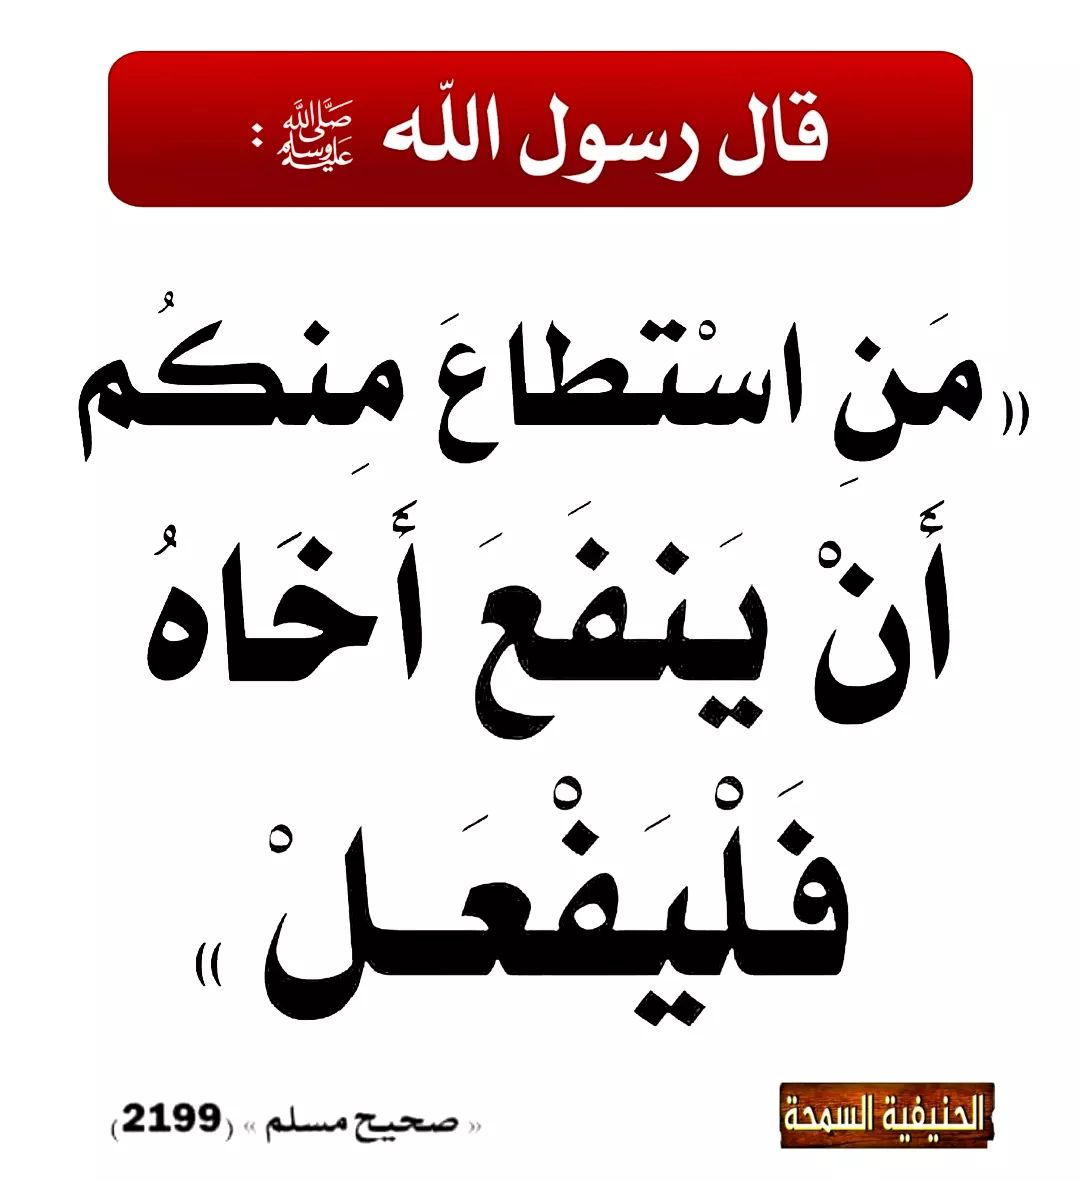 قال رسول الله ﷺ :
((مَنِ اسْتطاعَ مِنكُم
أَنْ يَنفَعَ أَخَاهُ
فَلْيَفْعَلْ ))
« صحيح مسلم » (2199)
الحنيفية السمحة